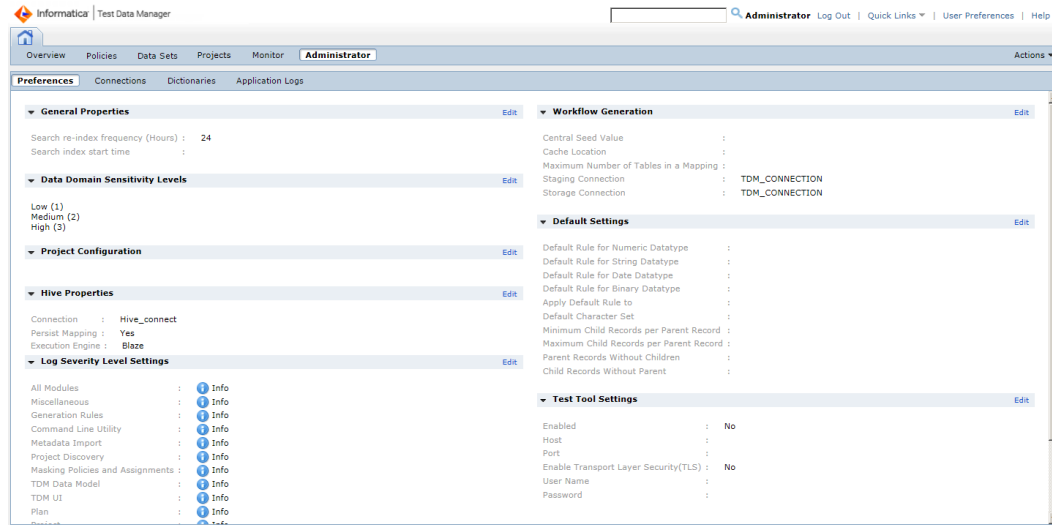 Informatica Test Data Manager
Administrator Log Out | Quick Links | User Preferences | Help
Overview Policies Data Sets Projects Monitor Administrator Actions
Preferences Connections Dictionaries Application Logs
General Properties Edit
Search re-index frequency (Hours) : 24
Search index start time :
Data Domain Sensitivity Levels Edit
Low (1)
Medium (2)
High (3)
Project Configuration Edit
Hive Properties Edit
Connection : Hive_connect
Persist Mapping : Yes
Execution Engine : Blaze
Log Severity Level Settings Edit
All Modules : Info
Miscellaneous : Info
Generation Rules : Info
Command Line Utility : Info
Metadata Import : Info
Project Discovery : Info
Masking Policies and Assignments : Info
TDM Data Model : Info
TDM UI : Info
Plan : Info
Project : Info
Workflow Generation Edit
Central Seed Value :
Cache Location :
Maximum Number of Tables in a Mapping :
Staging Connection : TDM_CONNECTION
Storage Connection : TDM_CONNECTION
Default Settings Edit
Default Rule for Numeric Datatype :
Default Rule for String Datatype :
Default Rule for Date Datatype :
Default Rule for Binary Datatype :
Apply Default Rule to :
Default Character Set :
Minimum Child Records per Parent Record :
Maximum Child Records per Parent Record :
Parent Records Without Children :
Child Records Without Parent :
Test Tool Settings Edit
Enabled : No
Host :
Port :
Enable Transport Layer Security(TLS) : No
User Name :
Password :